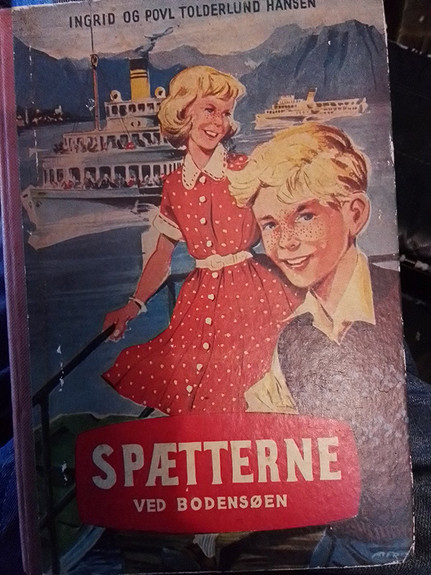 INGRID OG POVL TOLDERLUND HANSEN
SPÆTTERNE
VED BODENSØEN